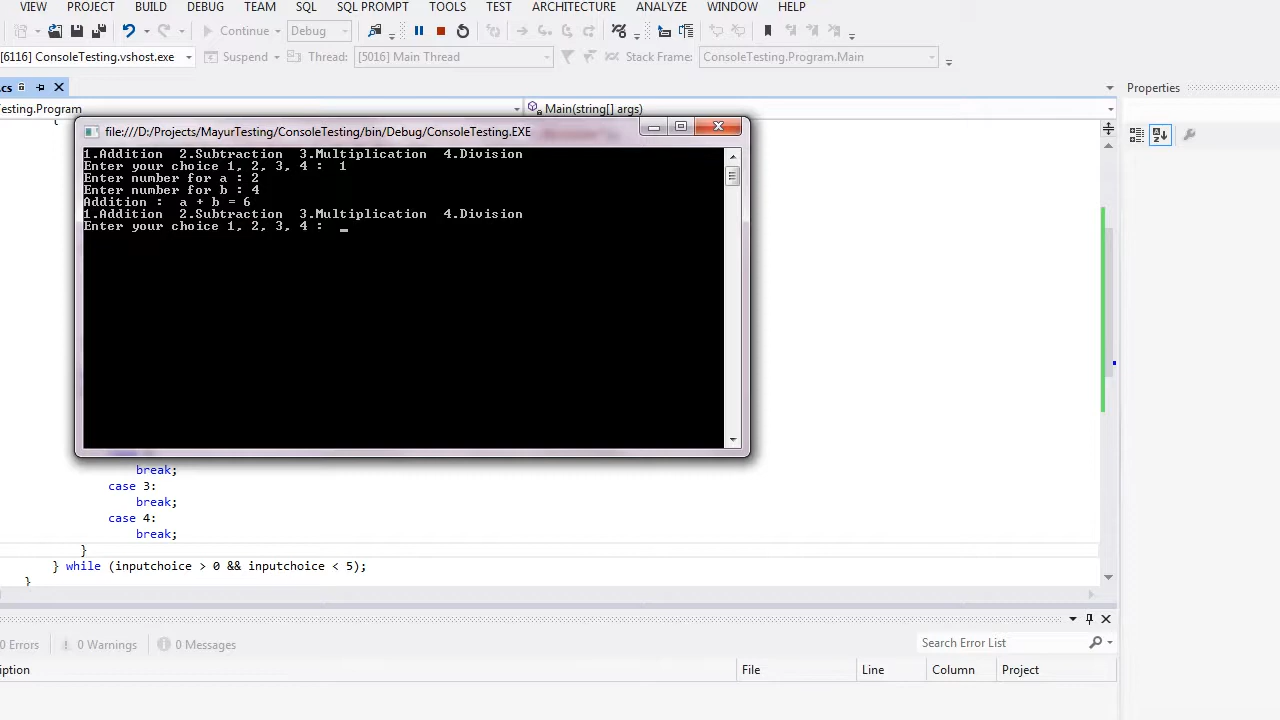 VIEW PROJECT BUILD DEBUG TEAM SQL SQL PROMPT TOOLS TEST ARCHITECTURE ANALYZE WINDOW HELP
Continue Debug
[6116] ConsoleTesting.vshost.exe Suspend Thread: [5016] Main Thread Stack Frame: ConsoleTesting.Program.Main
.cs Properties
Testing.Program Main(string[] args)
{
file:///D:/Projects/MayurTesting/ConsoleTesting/bin/Debug/ConsoleTesting.EXE
1.Addition 2.Subtraction 3.Multiplication 4.Division
Enter your choice 1, 2, 3, 4 : 1
Enter number for a : 2
Enter number for b : 4
Addition : a + b = 6
1.Addition 2.Subtraction 3.Multiplication 4.Division
Enter your choice 1, 2, 3, 4 : _
break;
case 3:
break;
case 4:
break;
}
} while (inputchoice > 0 && inputchoice < 5);
}
0 Errors 0 Warnings 0 Messages Search Error List
iption File Line Column Project